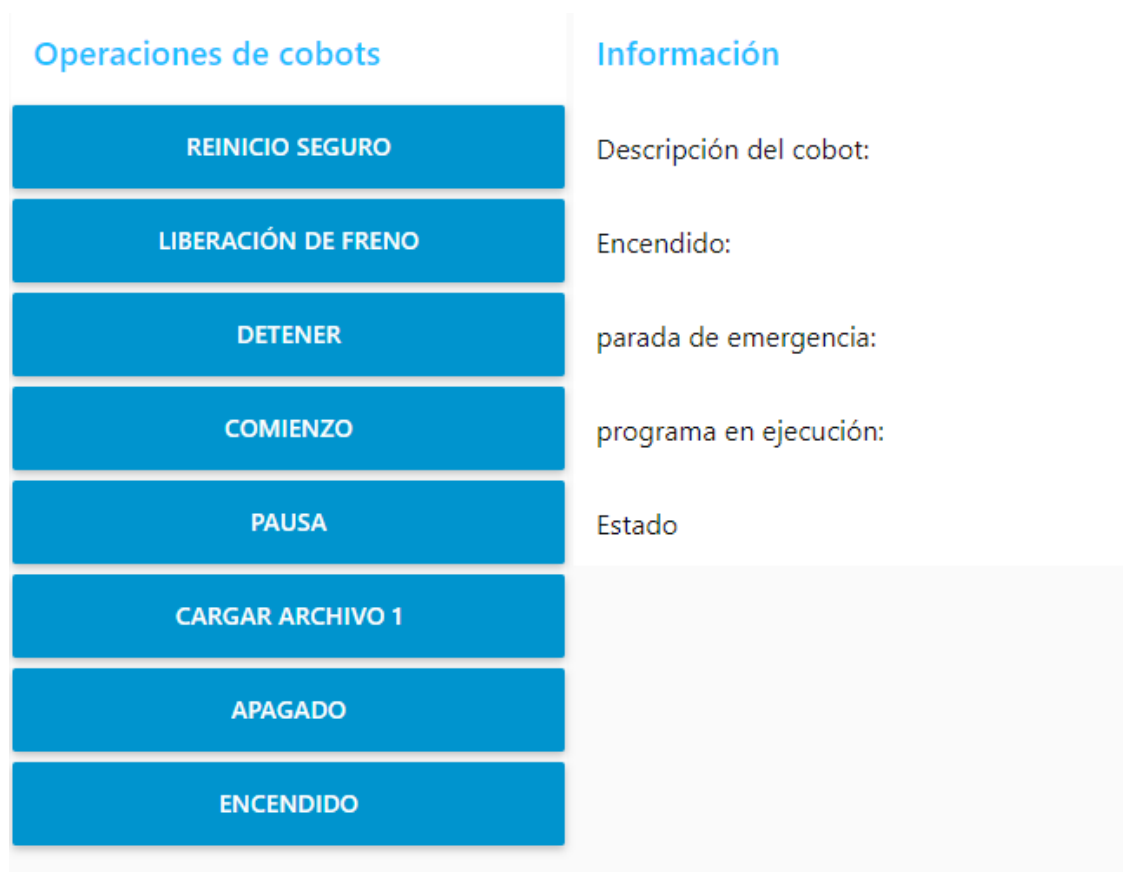 Operaciones de cobots
REINICIO SEGURO
LIBERACIÓN DE FRENO
DETENER
COMIENZO
PAUSA
CARGAR ARCHIVO 1
APAGADO
ENCENDIDO
Información
Descripción del cobot:
Encendido:
parada de emergencia:
programa en ejecución:
Estado